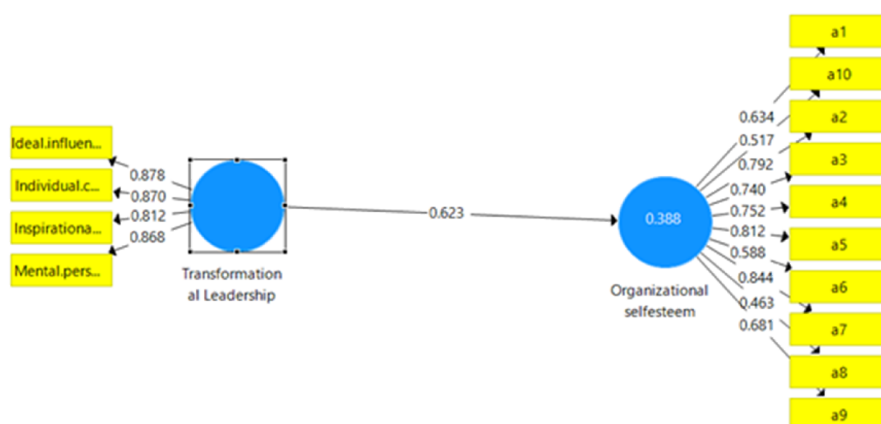 Ideal.influen...
Individual.c...
Inspirationa...
Mental.pers...
0.878
0.870
0.812
0.868
Transformation
al Leadership
0.623
0.388
Organizational
selfesteem
0.634
0.517
0.792
0.740
0.752
0.812
0.588
0.844
0.463
0.681
a1
a10
a2
a3
a4
a5
a6
a7
a8
a9